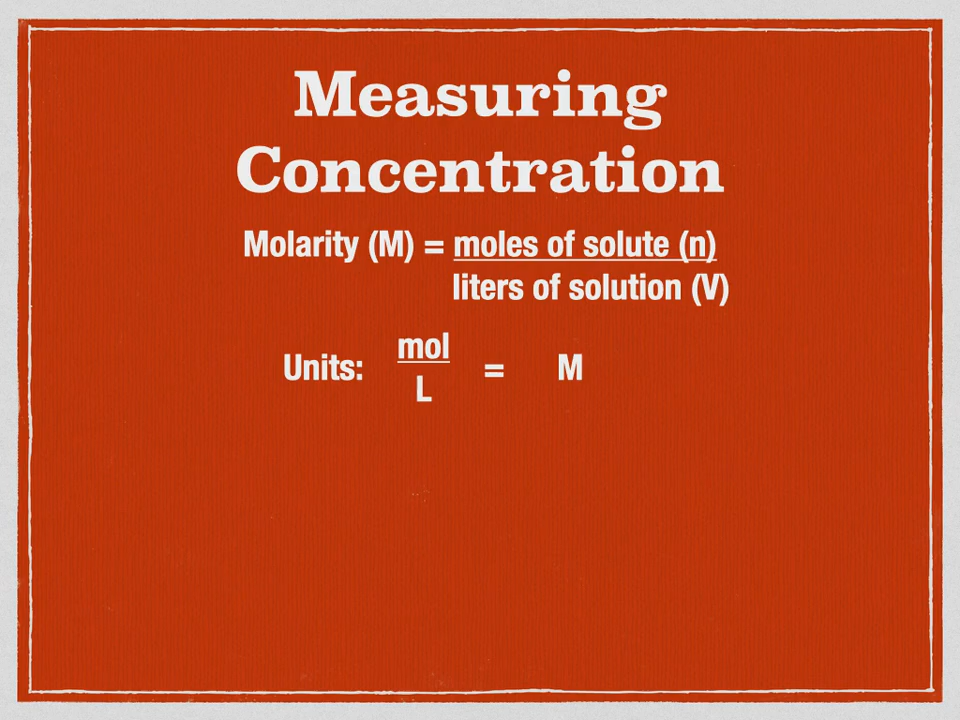 Measuring
Concentration
Molarity (M) = moles of solute (n)
liters of solution (V)
Units: mol = M
L